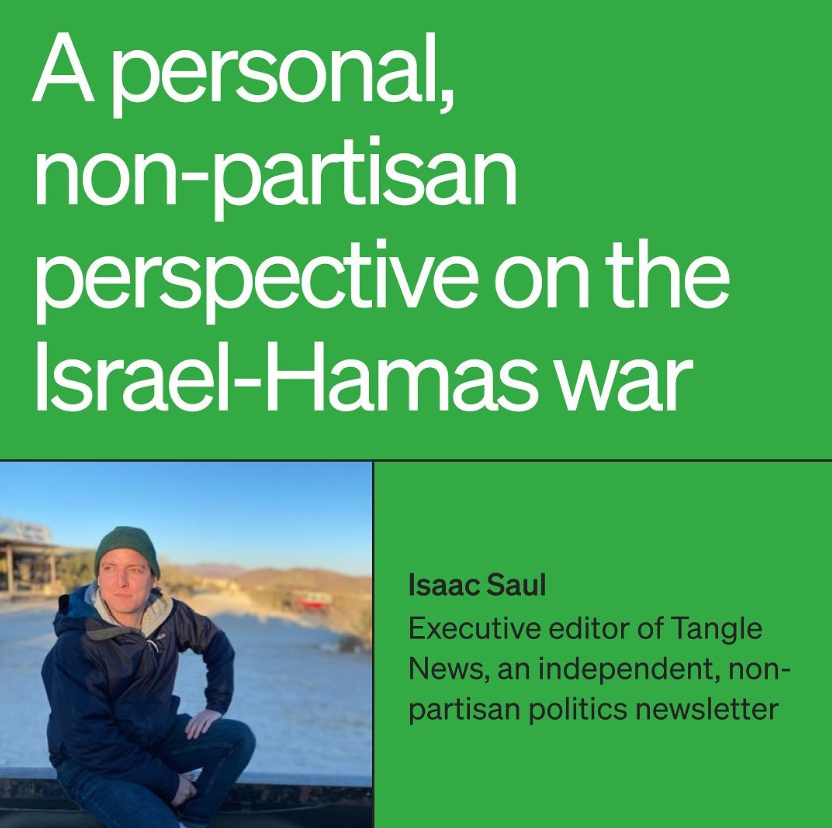 A personal,
non-partisan
perspective on the
Israel-Hamas war
Isaac Saul
Executive editor of Tangle
News, an independent, non-
partisan politics newsletter